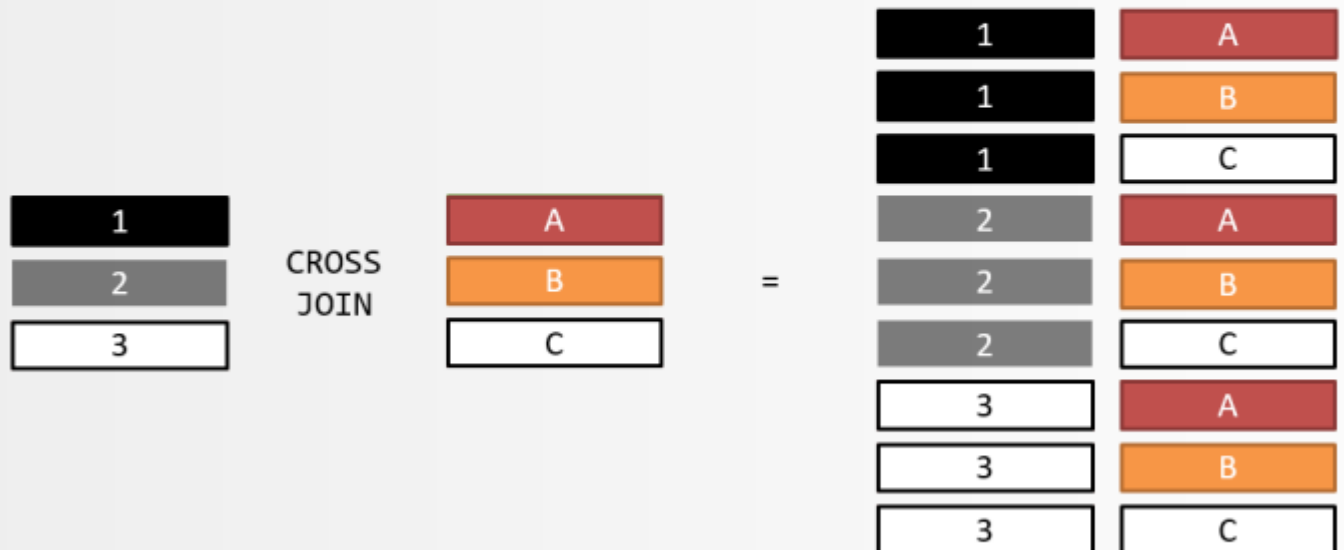 1 A
1 B
1 C
1 A 2 A
2 CROSS B = 2 B
JOIN
3 C 2 C
3 A
3 B
3 C